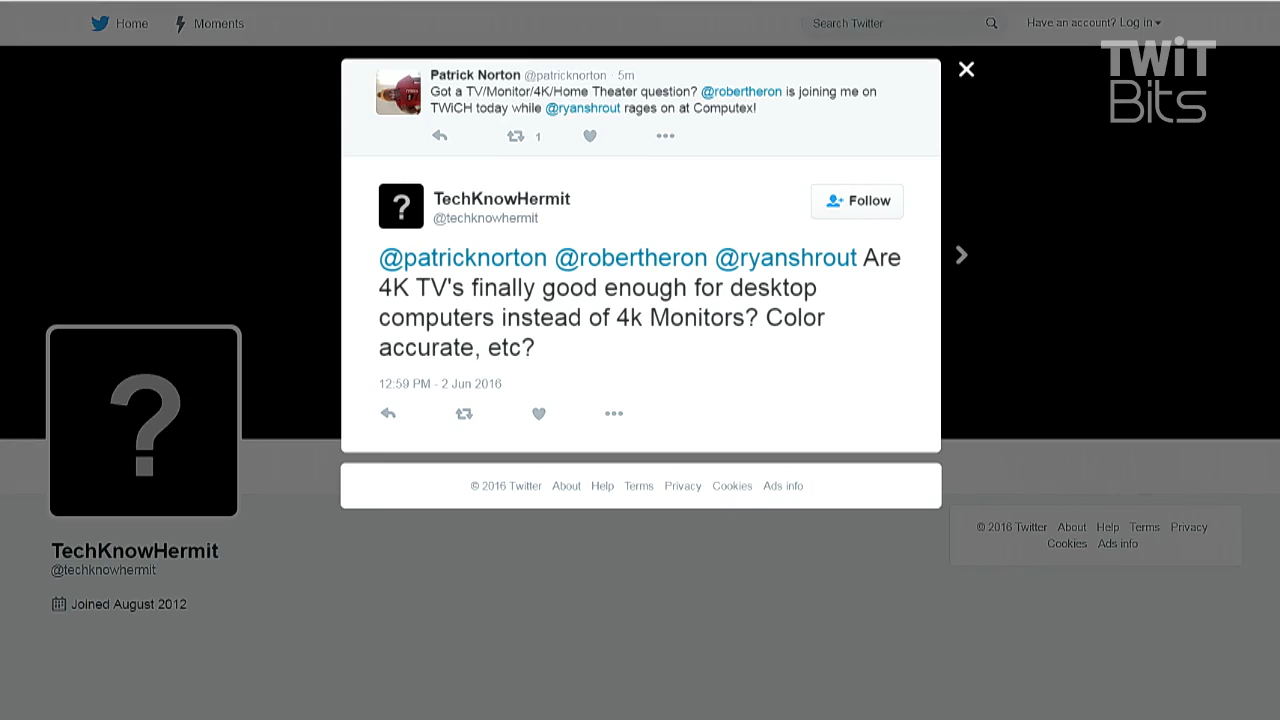 Home
Moments
Search Twitter
Have an account? Log in
TWiT
Bits
Patrick Norton @patricknorton · 5m
Got a TV/Monitor/4K/Home Theater question? @robertheron is joining me on
TWiCH today while @ryanshrout rages on at Computex!
1
?
TechKnowHermit
@techknowhermit
Follow
@patricknorton @robertheron @ryanshrout Are
4K TV's finally good enough for desktop
computers instead of 4k Monitors? Color
accurate, etc?
12:59 PM - 2 Jun 2016
© 2016 Twitter About Help Terms Privacy Cookies Ads info
?
TechKnowHermit
@techknowhermit
Joined August 2012
© 2016 Twitter About Help Terms Privacy
Cookies Ads info